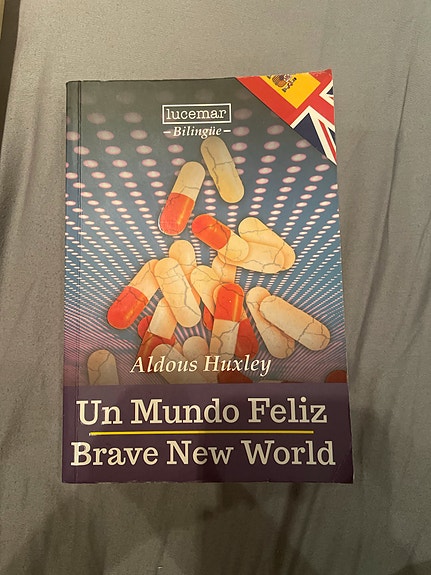 lucemar
–Bilingüe–
Aldous Huxley
Un Mundo Feliz
Brave New World